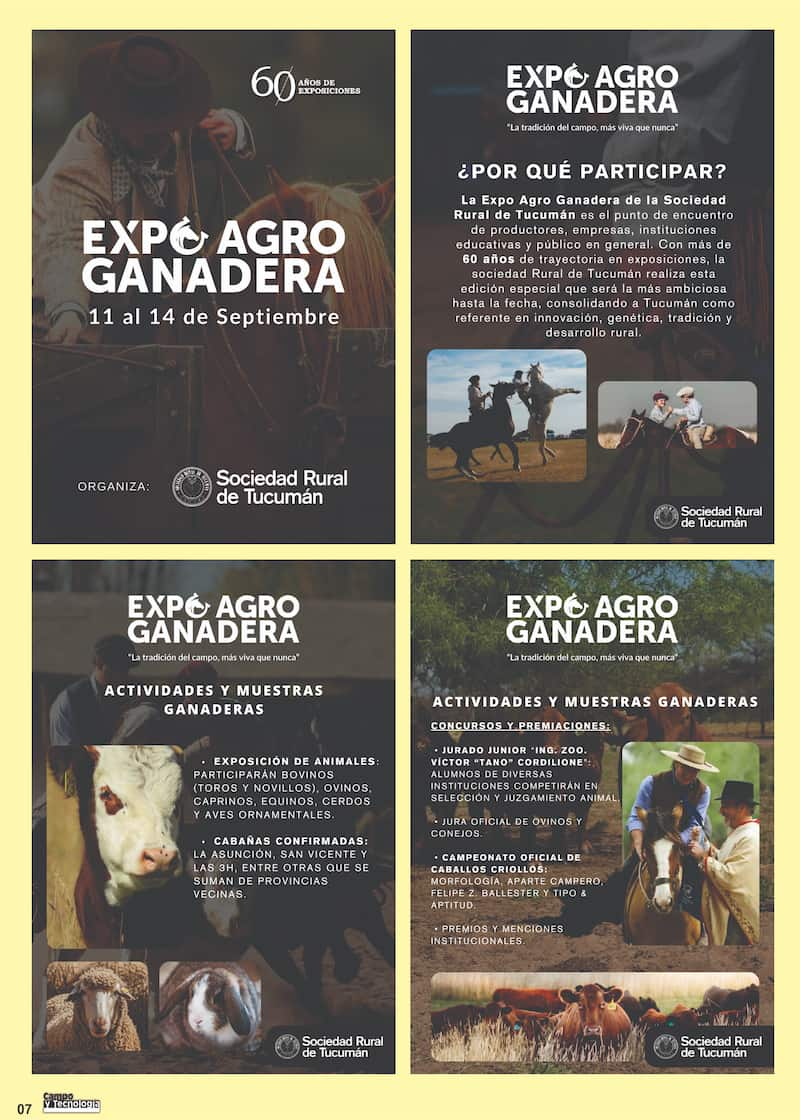 60 AÑOS DE
EXPOSICIONES
EXPO AGRO
GANADERA
11 al 14 de Septiembre
ORGANIZA:
Sociedad Rural
de Tucumán
EXPO AGRO
GANADERA
"La tradición del campo, más viva que nunca"
¿POR QUÉ PARTICIPAR?
La Expo Agro Ganadera de la Sociedad
Rural de Tucumán es el punto de encuentro
de productores, empresas, instituciones
educativas y público en general. Con más de
60 años de trayectoria en exposiciones, la
sociedad Rural de Tucumán realiza esta
edición especial que será la más ambiciosa
hasta la fecha, consolidando a Tucumán como
referente en innovación, genética, tradición y
desarrollo rural.
Sociedad Rural
de Tucumán
EXPO AGRO
GANADERA
"La tradición del campo, más viva que nunca"
ACTIVIDADES Y MUESTRAS
GANADERAS
• EXPOSICIÓN DE ANIMALES:
PARTICIPARÁN BOVINOS
(TOROS Y NOVILLOS), OVINOS,
CAPRINOS, EQUINOS, CERDOS
Y AVES ORNAMENTALES.
• CABAÑAS CONFIRMADAS:
LA ASUNCIÓN, SAN VICENTE Y
LAS 3H, ENTRE OTRAS QUE SE
SUMAN DE PROVINCIAS
VECINAS.
Sociedad Rural
de Tucumán
EXPO AGRO
GANADERA
"La tradición del campo, más viva que nunca"
ACTIVIDADES Y MUESTRAS GANADERAS
CONCURSOS Y PREMIACIONES:
• JURADO JUNIOR "ING. ZOO.
VÍCTOR "TANO" CORDILIONE":
ALUMNOS DE DIVERSAS
INSTITUCIONES COMPETIRÁN EN
SELECCIÓN Y JUZGAMIENTO ANIMAL.
• JURA OFICIAL DE OVINOS Y
CONEJOS.
• CAMPEONATO OFICIAL DE
CABALLOS CRIOLLOS:
MORFOLOGÍA, APARTE CAMPERO,
FELIPE Z. BALLESTER Y TIPO &
APTITUD.
• PREMIOS Y MENCIONES
INSTITUCIONALES.
Sociedad Rural
de Tucumán
07
Campo
y Tecnología